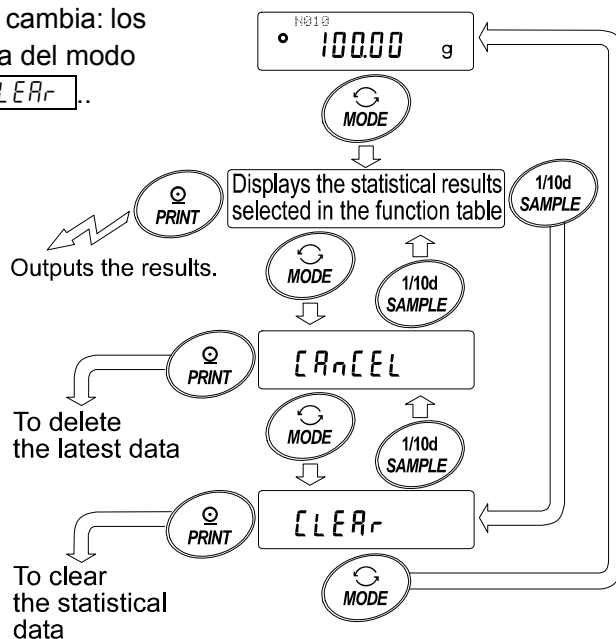 cambia: los
a del modo
CLEAr ..
N010
100.00 g
MODE
PRINT
Displays the statistical results
selected in the function table
1/10d
SAMPLE
Outputs the results.
MODE
1/10d
SAMPLE
PRINT
CAnCEL
To delete
the latest data
MODE
1/10d
SAMPLE
PRINT
CLEAr
To clear
the statistical
data
MODE